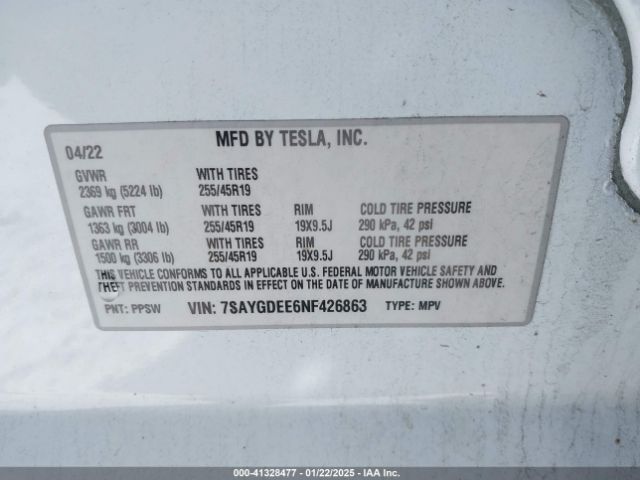 MFD BY TESLA, INC.
04/22
GVWR WITH TIRES
2369 kg (5224 lb) 255/45R19
GAWR FRT WITH TIRES RIM COLD TIRE PRESSURE
1363 kg (3004 lb) 255/45R19 19X9.5J 290 kPa, 42 psi
GAWR RR WITH TIRES RIM COLD TIRE PRESSURE
1500 kg (3306 lb) 255/45R19 19X9.5J 290 kPa, 42 psi
THIS VEHICLE CONFORMS TO ALL APPLICABLE U.S. FEDERAL MOTOR VEHICLE SAFETY AND
THEFT PREVENTION STANDARDS IN EFFECT ON THE DATE OF MANUFACTURE SHOWN ABOVE.
PNT: PPSW VIN: 7SAYGDEE6NF426863 TYPE: MPV
000-41328477 - 01/22/2025 - IAA Inc.